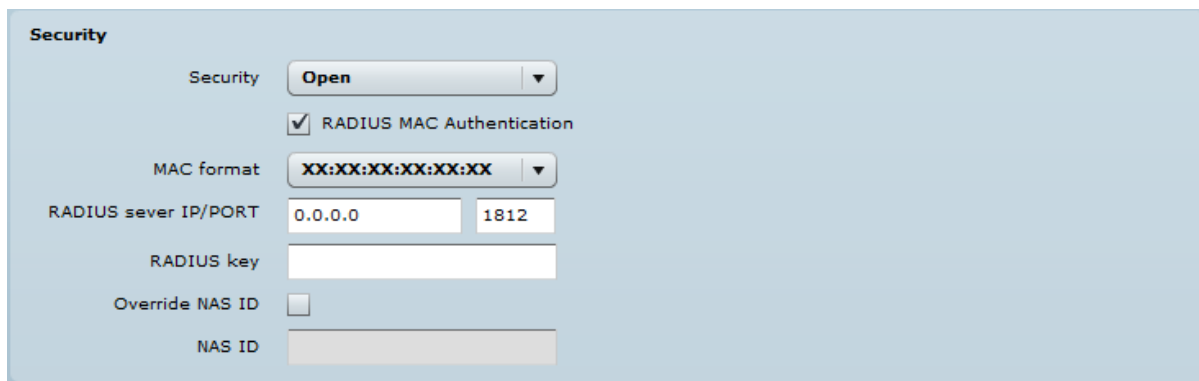 Security
Security Open
RADIUS MAC Authentication
MAC format XX:XX:XX:XX:XX:XX
RADIUS sever IP/PORT 0.0.0.0 1812
RADIUS key
Override NAS ID
NAS ID